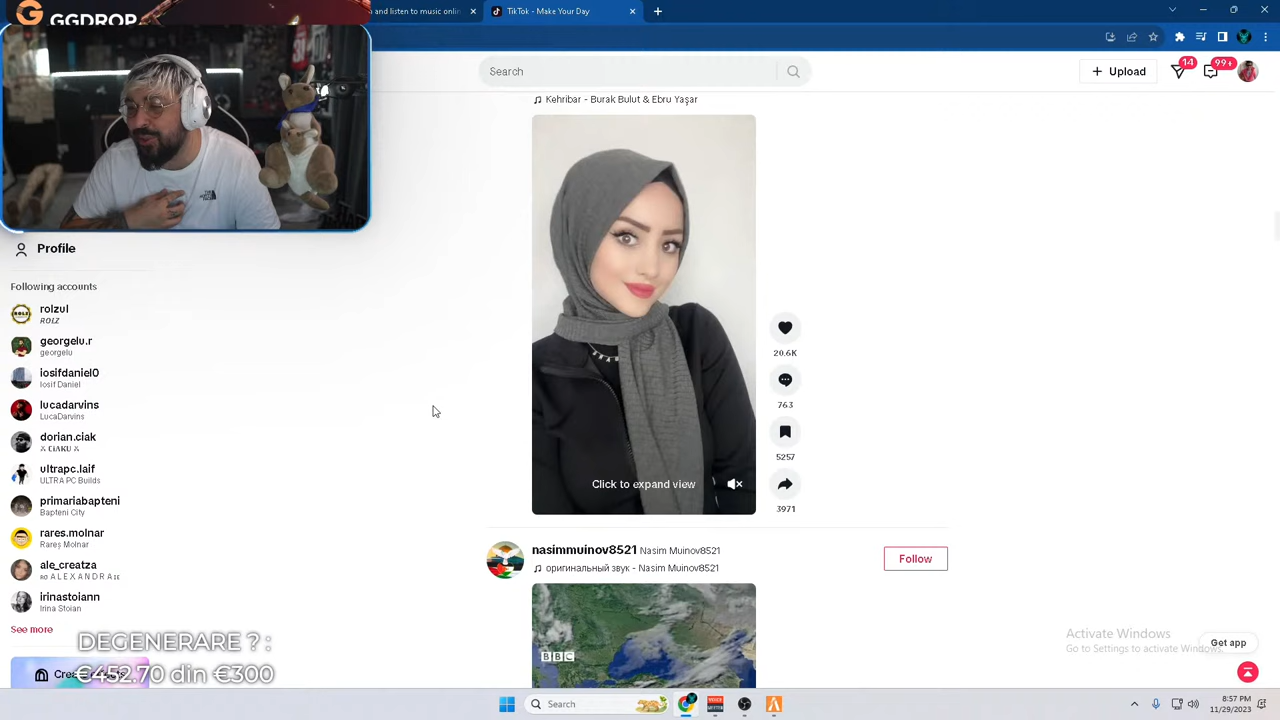 GGDROP
and listen to music onlin
TikTok - Make Your Day
Search
Upload
14
99+
Kehribar - Burak Bulut & Ebru Yaşar
Profile
Following accounts
rolzul
ROLZ
georgelu.r
georgelu
iosifdaniel0
Iosif Daniel
lucadarvins
LucaDarvins
dorian.ciak
⚔ CIAKU ⚔
ultrapc.laif
ULTRA PC Builds
primariabapteni
Bapteni City
rares.molnar
Rareș Molnar
ale_creatza
A L E X A N D R A
irinastoiann
Irina Stoian
See more
20.6K
763
5257
3971
Click to expand view
nasimmuinov8521 Nasim Muinov8521
оригинальный звук - Nasim Muinov8521
Follow
BBC
DEGENERARE ? :
€452.70 din €300
Activate Windows
Go to Settings to activate Windows.
Get app
Search
8:57 PM
11/29/2023